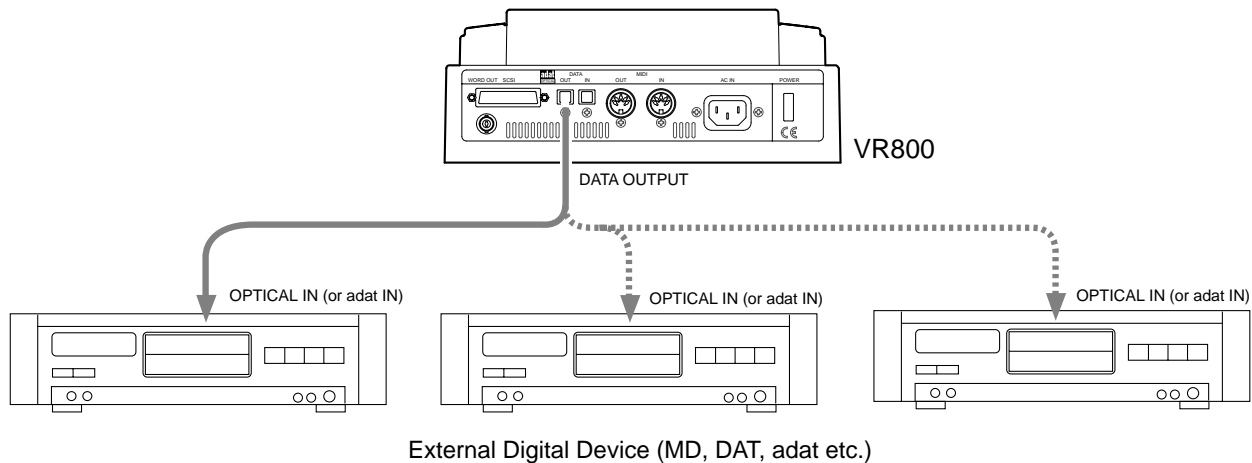 DATA MIDI
WORD OUT SCSI OUT IN OUT IN AC IN POWER
CE
VR800
DATA OUTPUT
OPTICAL IN (or adat IN)
OPTICAL IN (or adat IN)
OPTICAL IN (or adat IN)
External Digital Device (MD, DAT, adat etc.)